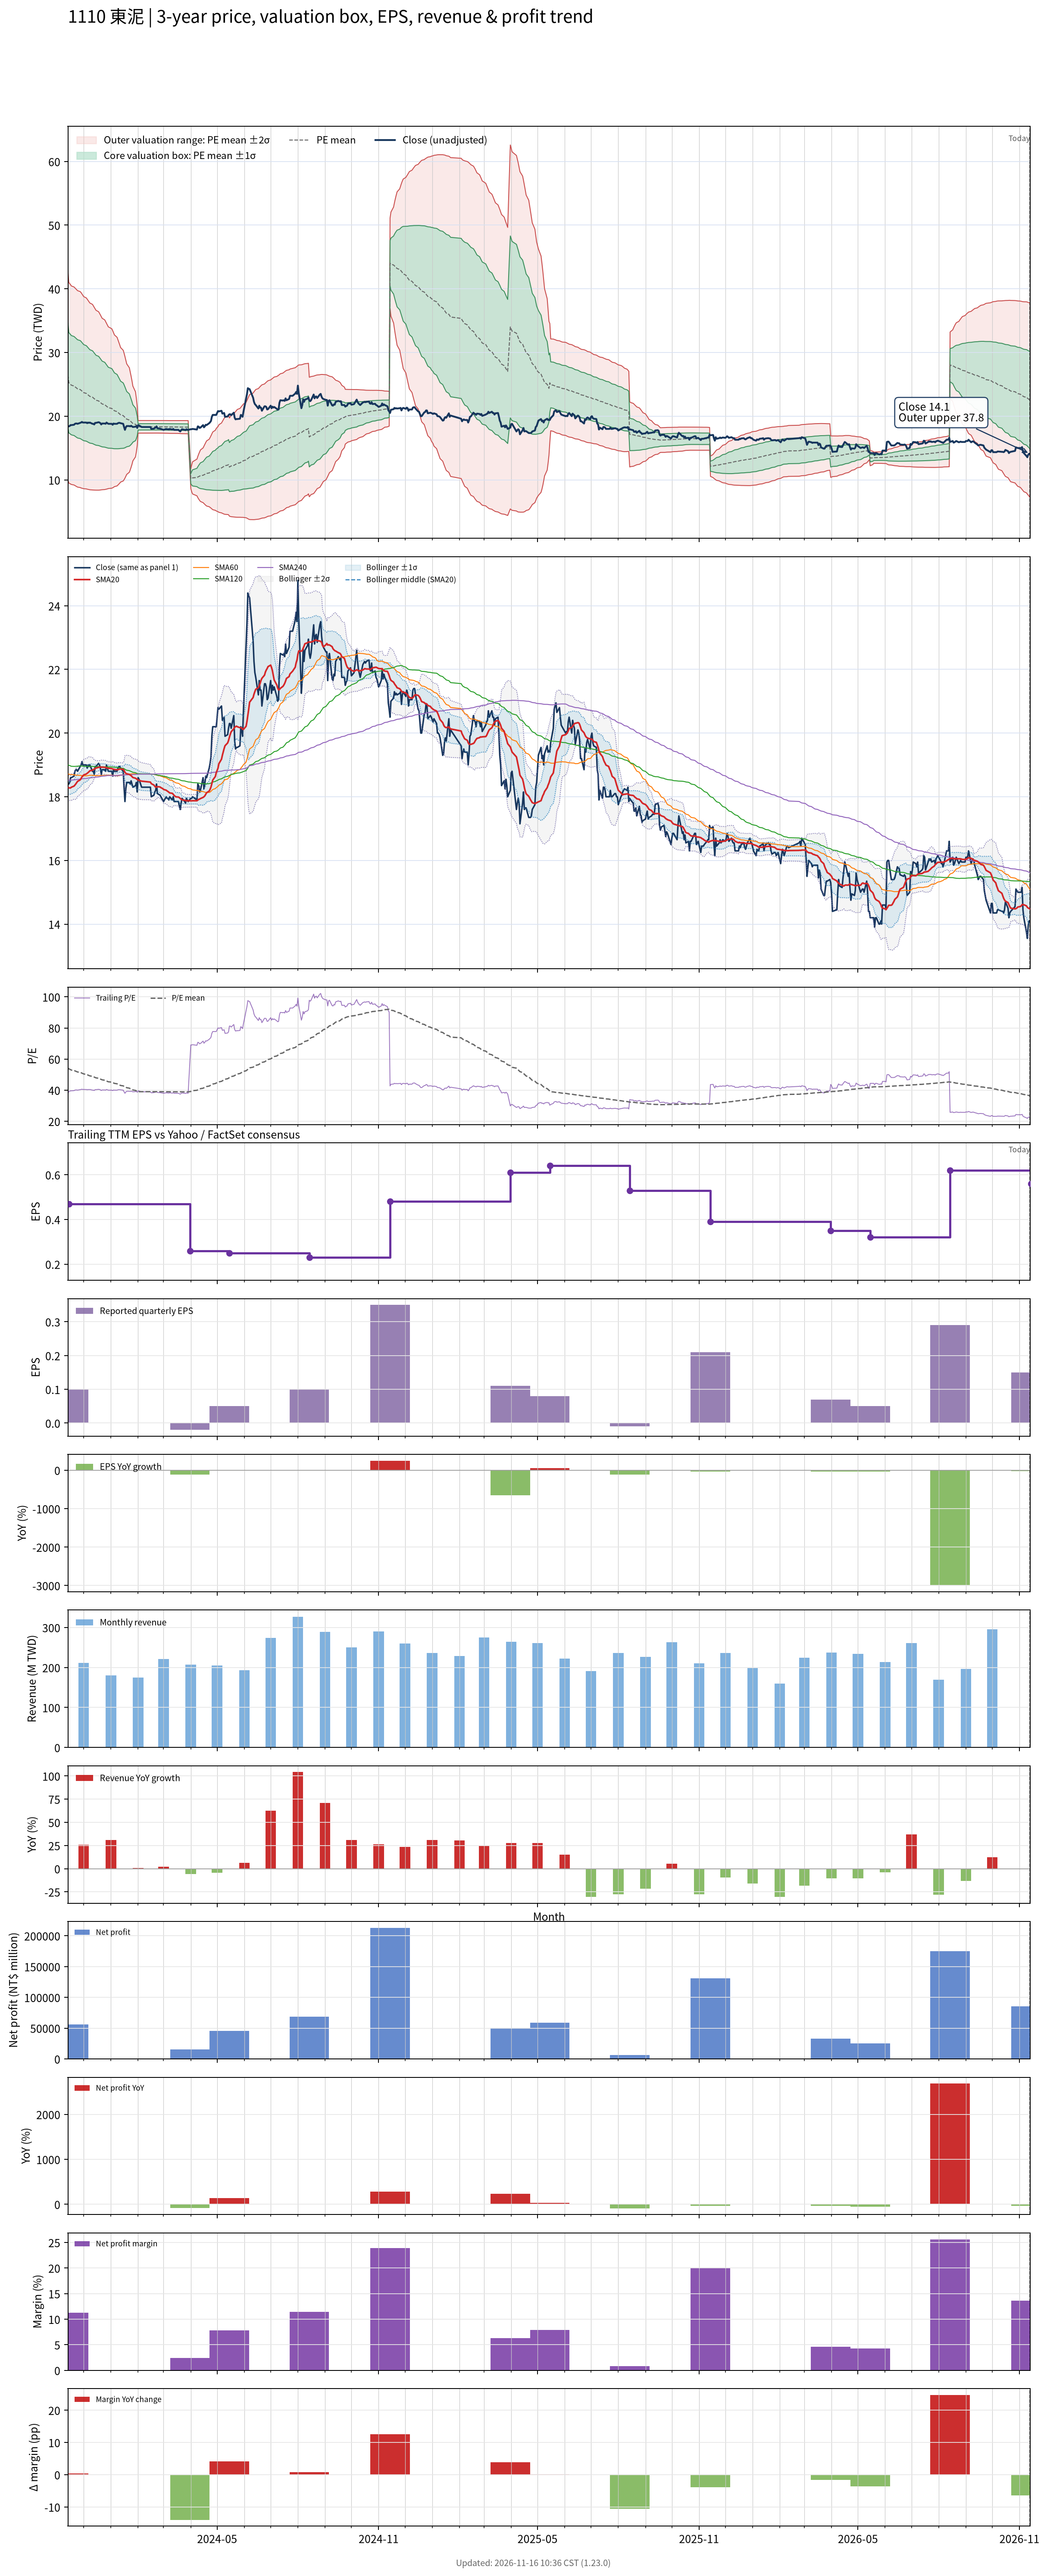 1110 東泥 | 3-year price, valuation box, EPS, revenue & profit trend
Outer valuation range: PE mean ±2σ
PE mean
Close (unadjusted)
Core valuation box: PE mean ±1σ
Today
60
50
40
30
20
10
Price (TWD)
Close 14.1
Outer upper 37.8
Close (same as panel 1)
SMA60
SMA240
Bollinger ±1σ
SMA20
SMA120
Bollinger ±2σ
Bollinger middle (SMA20)
24
22
20
18
16
14
Price
Trailing P/E
P/E mean
100
80
60
40
20
P/E
Trailing TTM EPS vs Yahoo / FactSet consensus
Today
0.6
0.4
0.2
EPS
Reported quarterly EPS
0.3
0.2
0.1
0.0
EPS
EPS YoY growth
0
-1000
-2000
-3000
YoY (%)
Monthly revenue
300
200
100
0
Revenue (M TWD)
Revenue YoY growth
100
75
50
25
0
-25
YoY (%)
Month
Net profit
200000
150000
100000
50000
0
Net profit (NT$ million)
Net profit YoY
2000
1000
0
YoY (%)
Net profit margin
25
20
15
10
5
0
Margin (%)
Margin YoY change
20
10
0
-10
Δ margin (pp)
2024-05
2024-11
2025-05
2025-11
2026-05
2026-11
Updated: 2026-11-16 10:36 CST (1.23.0)